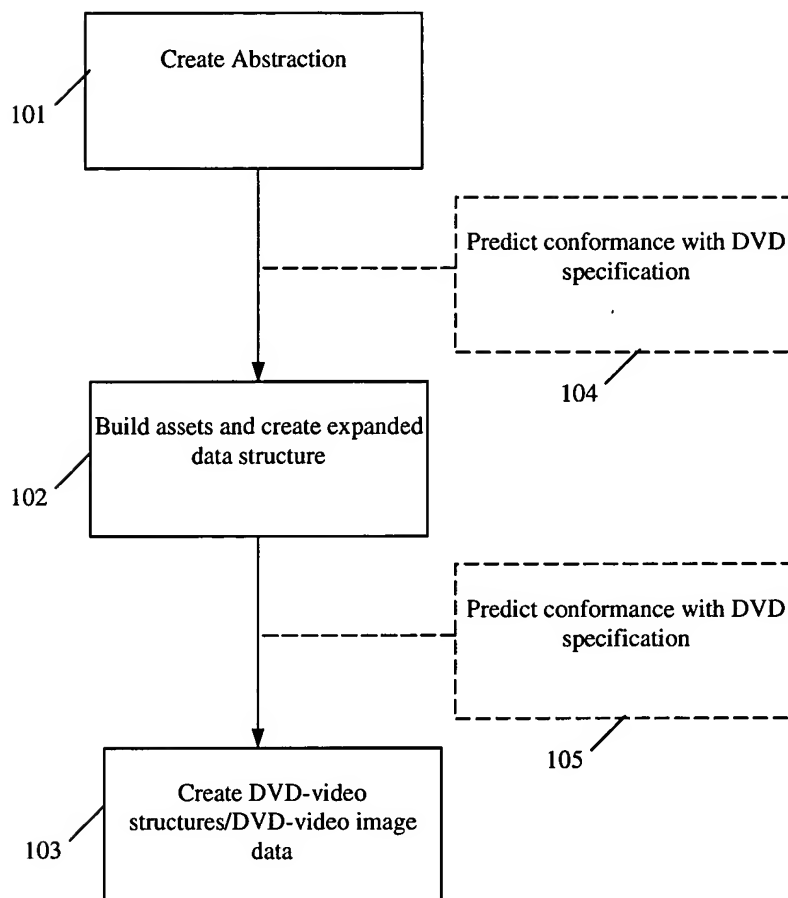 Create Abstraction
101
Predict conformance with DVD
specification
104
Build assets and create expanded
data structure
102
Predict conformance with DVD
specification
105
Create DVD-video
structures/DVD-video image
data
103